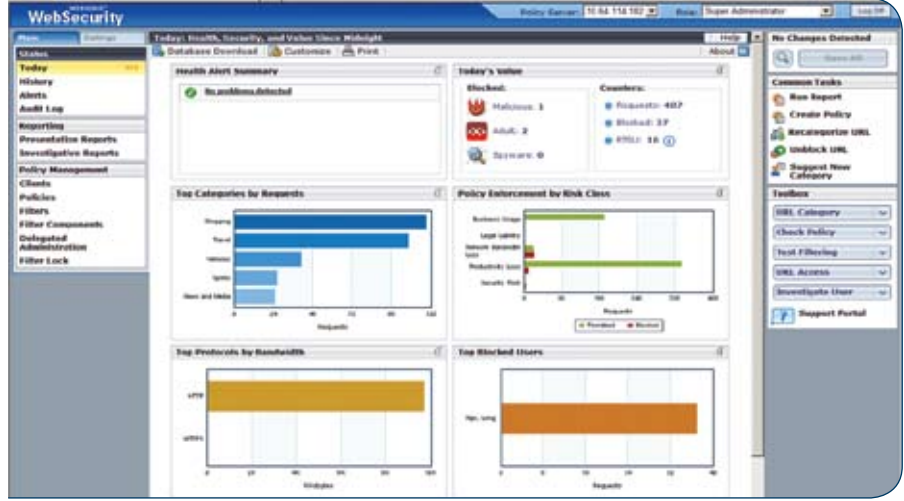 WebSecurity
Policy Server: 10.64.114.102
Role: Super Administrator
Log Off
Main
Settings
Today: Health, Security, and Value Since Midnight
Help
Database Download
Customize
Print
About
Status
Today
History
Alerts
Audit Log
Reporting
Presentation Reports
Investigative Reports
Policy Management
Clients
Policies
Filters
Filter Components
Delegated
Administration
Filter Lock
Health Alert Summary
No problems detected
Today's Value
Blocked:
Malicious: 1
Adult: 2
Spyware: 0
Counters:
Requests: 407
Blocked: 37
Top Categories by Requests
Shopping
Travel
Sports
News and Media
Requests
Policy Enforcement by Risk Class
Business Usage
Legal Liability
Network Bandwidth
Loss
Productivity Loss
Security Risk
Requests
Permitted
Blocked
Top Protocols by Bandwidth
HTTP
HTTPS
Top Blocked Users
Requests
No Changes Detected
Save All
Common Tasks
Run Report
Create Policy
Recategorize URL
Unblock URL
Suggest New
Category
Toolbox
URL Category
Check Policy
Test Filtering
URL Access
Investigate User
Support Portal